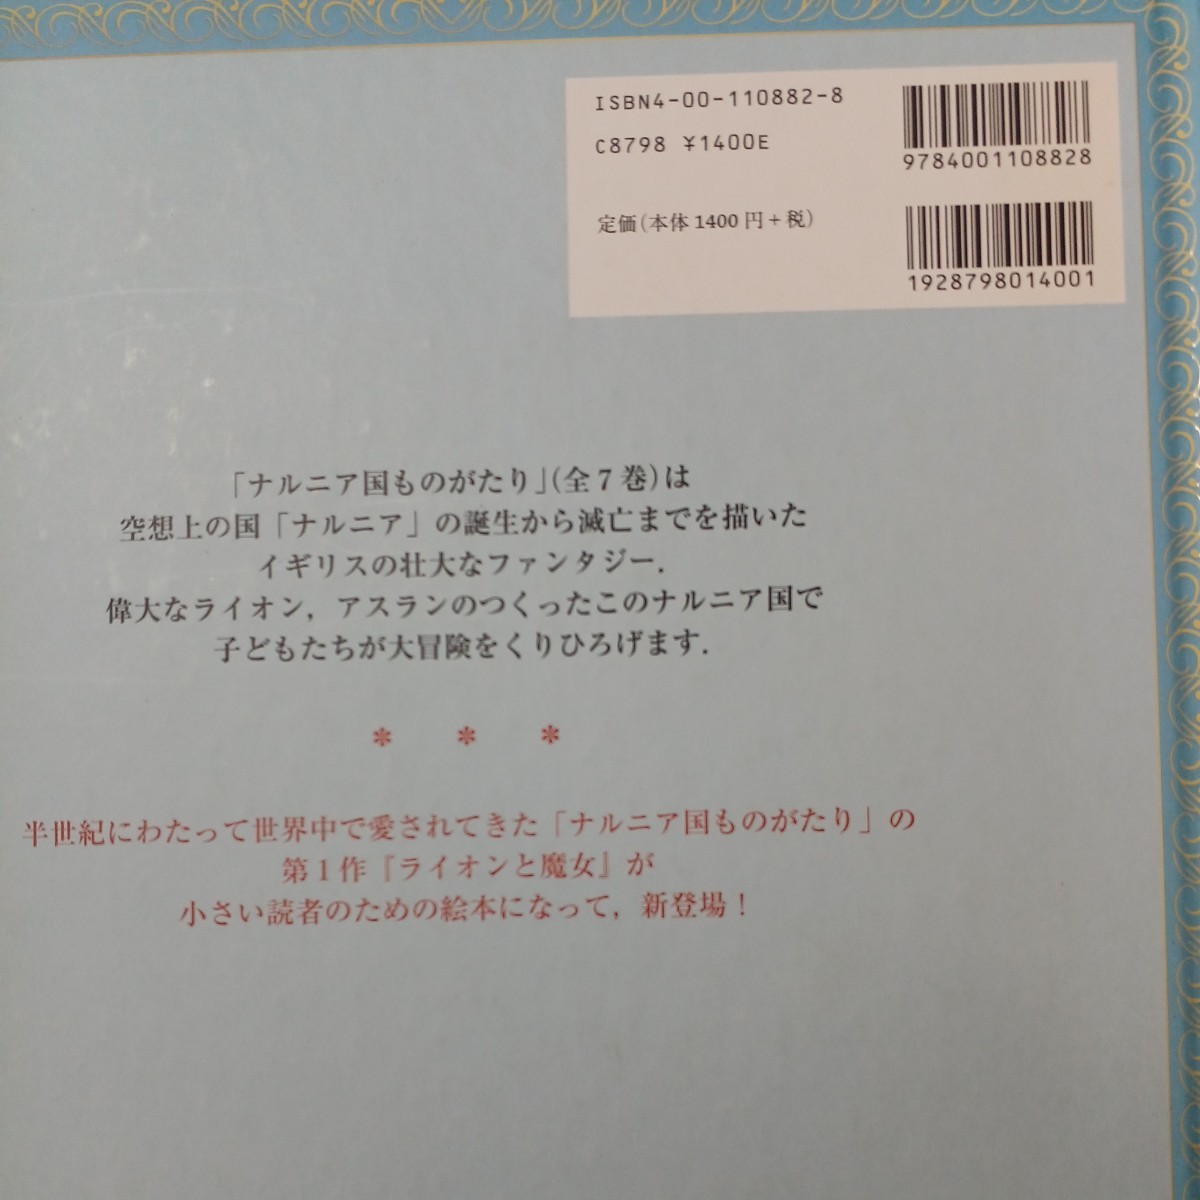 ISBN4-00-110882-8
C8798 ¥1400E
定価(本体1400円+税)
9784001108828
1928798014001
「ナルニア国ものがたり」(全7巻)は
空想上の国「ナルニア」の誕生から滅亡までを描いた
イギリスの壮大なファンタジー.
偉大なライオン,アスランのつくったこのナルニア国で
子どもたちが大冒険をくりひろげます.
* * *
半世紀にわたって世界中で愛されてきた「ナルニア国ものがたり」の
第1作『ライオンと魔女』が
小さい読者のための絵本になって,新登場!